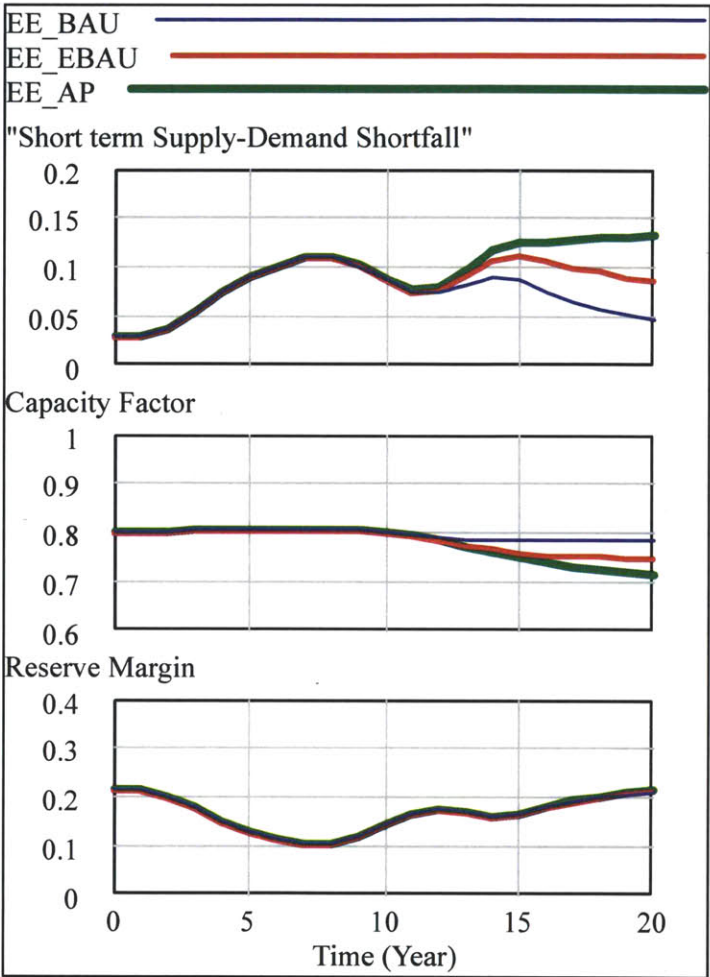 EE_BAU
EE_EBAU
EE_AP
"Short term Supply-Demand Shortfall"
0.2
0.15
0.1
0.05
0
Capacity Factor
1
0.9
0.8
0.7
0.6
Reserve Margin
0.4
0.3
0.2
0.1
0
0 5 10 15 20
Time (Year)